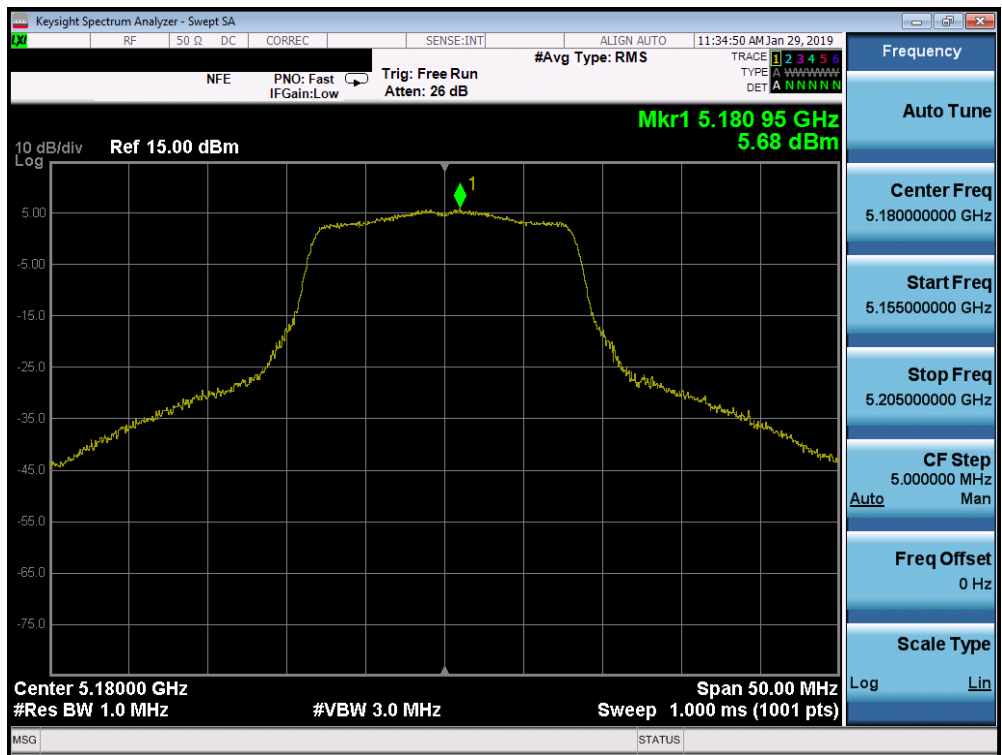 Keysight Spectrum Analyzer - Swept SA
LXI RF 50 Ω DC CORREC SENSE:INT ALIGN AUTO 11:34:50 AM Jan 29, 2019
NFE PNO: Fast Trig: Free Run #Avg Type: RMS TRACE 1 2 3 4 5 6
IFGain:Low Atten: 26 dB TYPE A WWWWW
DET A N N N N N
Mkr1 5.180 95 GHz
5.68 dBm
10 dB/div Ref 15.00 dBm
Log
1
5.00
-5.00
-15.0
-25.0
-35.0
-45.0
-55.0
-65.0
-75.0
Center 5.18000 GHz Span 50.00 MHz
#Res BW 1.0 MHz #VBW 3.0 MHz Sweep 1.000 ms (1001 pts)
MSG STATUS
Frequency
Auto Tune
Center Freq
5.180000000 GHz
Start Freq
5.155000000 GHz
Stop Freq
5.205000000 GHz
CF Step
5.000000 MHz
Auto Man
Freq Offset
0 Hz
Scale Type
Log Lin